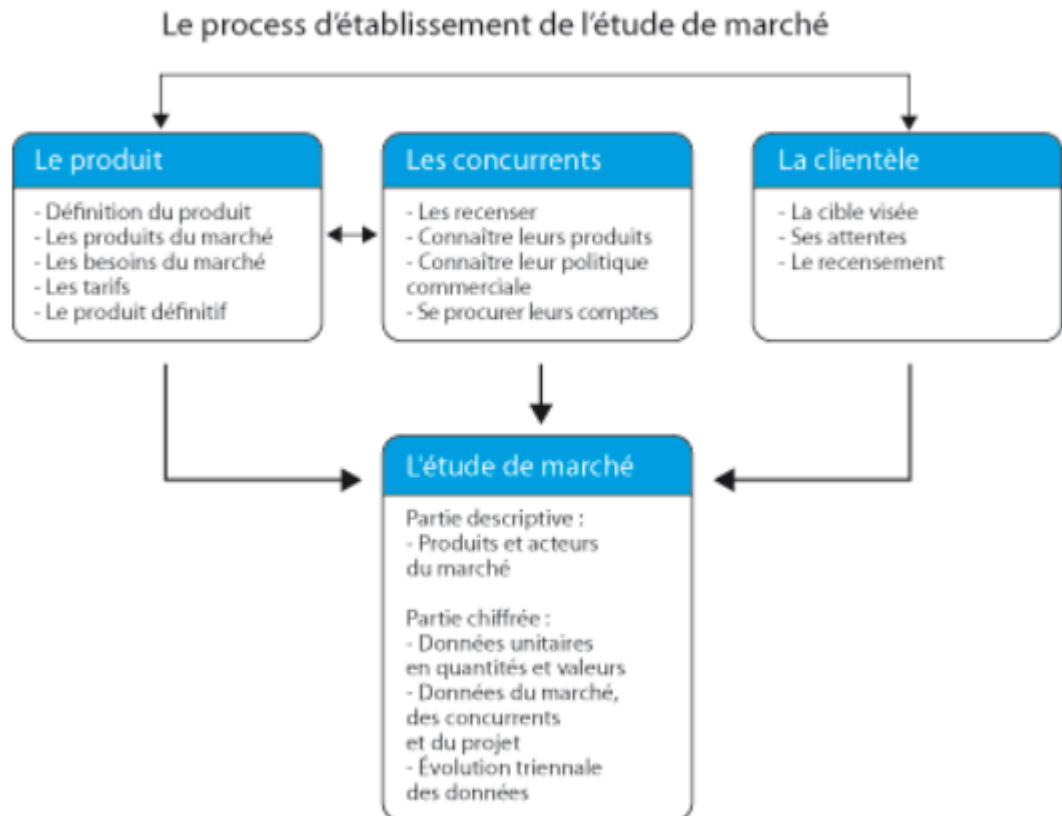 Le process d'établissement de l'étude de marché
Le produit
- Définition du produit
- Les produits du marché
- Les besoins du marché
- Les tarifs
- Le produit définitif
Les concurrents
- Les recenser
- Connaître leurs produits
- Connaître leur politique
commerciale
- Se procurer leurs comptes
La clientèle
- La cible visée
- Ses attentes
- Le recensement
L'étude de marché
Partie descriptive :
- Produits et acteurs
du marché
Partie chiffrée :
- Données unitaires
en quantités et valeurs
- Données du marché,
des concurrents
et du projet
- Évolution triennale
des données